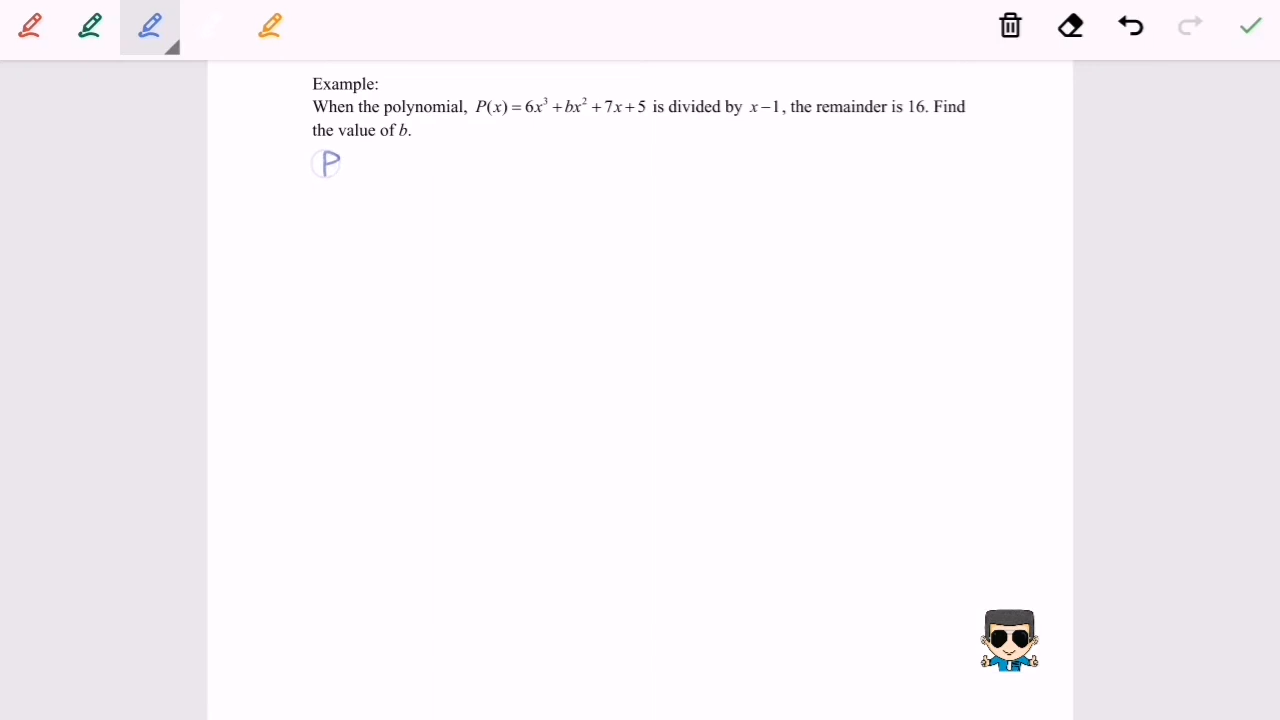 Example:
When the polynomial, P(x) = 6x³ + bx² + 7x + 5 is divided by x − 1, the remainder is 16. Find
the value of b.
P